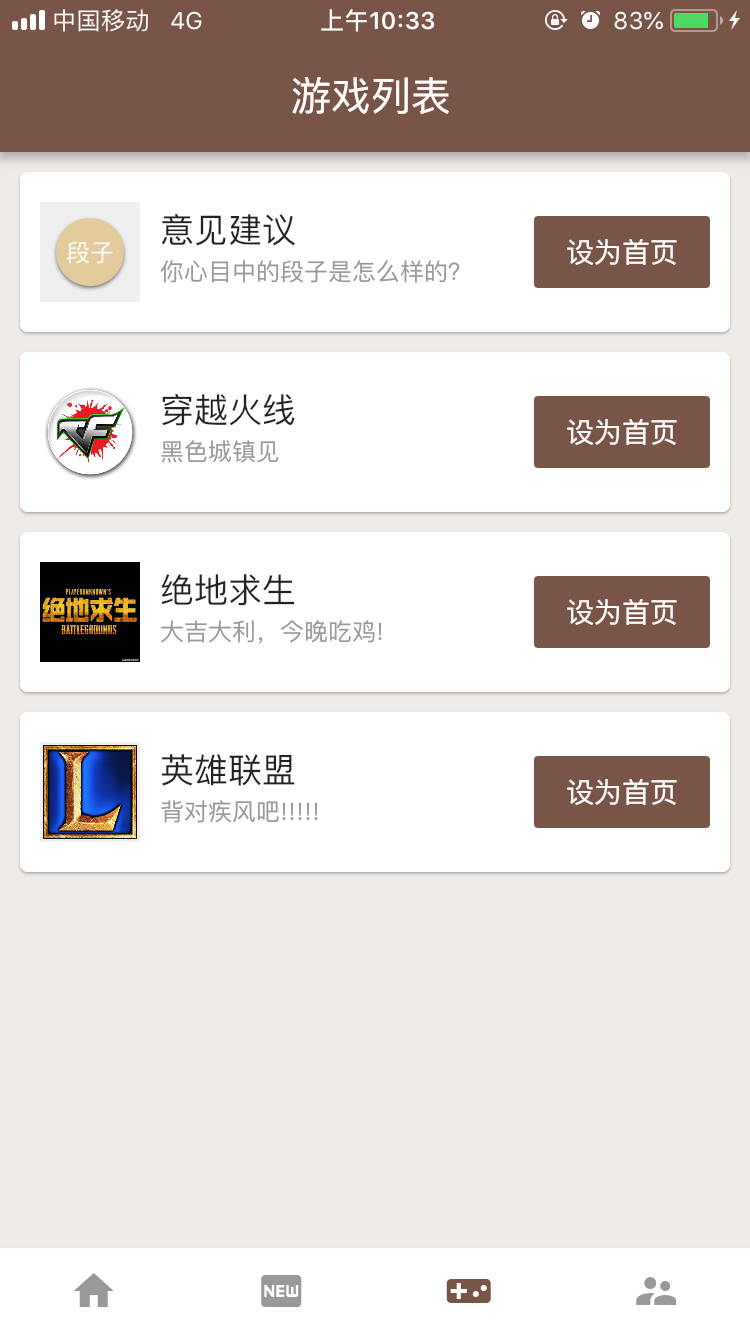 中国移动 4G 上午10:33 83%
游戏列表
段子
意见建议
你心目中的段子是怎么样的?
设为首页
CF
穿越火线
黑色城镇见
设为首页
PLAYERUNKNOWN'S
绝地求生
BATTLEGROUNDS
绝地求生
大吉大利，今晚吃鸡!
设为首页
L
英雄联盟
背对疾风吧!!!!!
设为首页
NEW